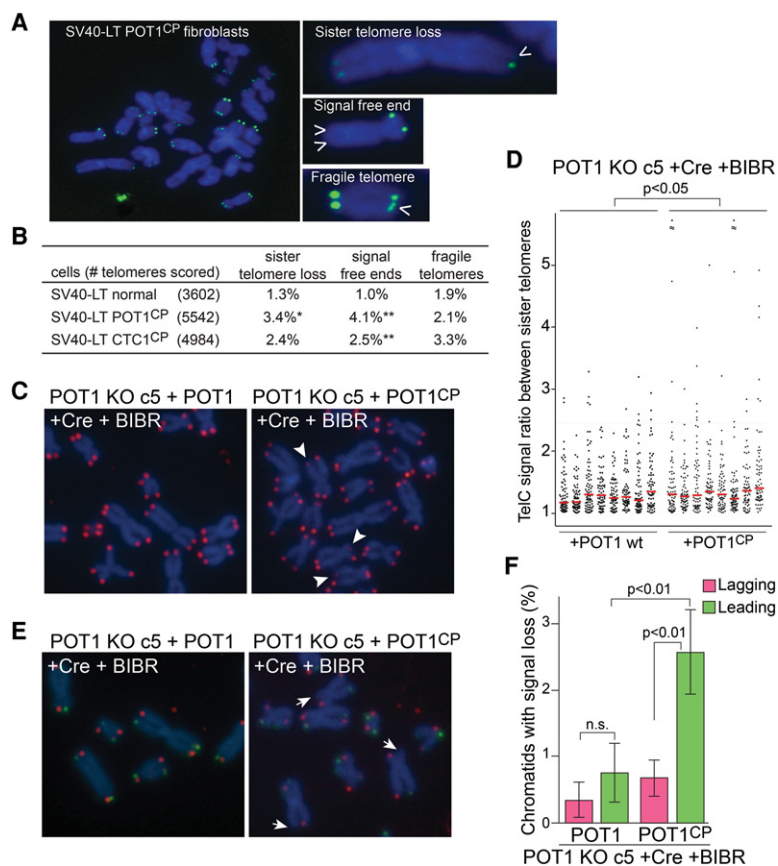 A
SV40-LT POT1CP fibroblasts
Sister telomere loss
>
Signal free end
>
>
Fragile telomere
>
B
cells (# telomeres scored) sister telomere loss signal free ends fragile telomeres
SV40-LT normal (3602) 1.3% 1.0% 1.9%
SV40-LT POT1CP (5542) 3.4%* 4.1%** 2.1%
SV40-LT CTC1CP (4984) 2.4% 2.5%** 3.3%
C
POT1 KO c5 + POT1
+Cre + BIBR
POT1 KO c5 + POT1CP
+Cre + BIBR
D
POT1 KO c5 +Cre +BIBR
p<0.05
TelC signal ratio between sister telomeres
5
4
3
2
1
+POT1 wt
+POT1CP
E
POT1 KO c5 + POT1
+Cre + BIBR
POT1 KO c5 + POT1CP
+Cre + BIBR
F
Lagging
Leading
Chromatids with signal loss (%)
3
2
1
0
p<0.01
p<0.01
n.s.
POT1
POT1CP
POT1 KO c5 +Cre +BIBR